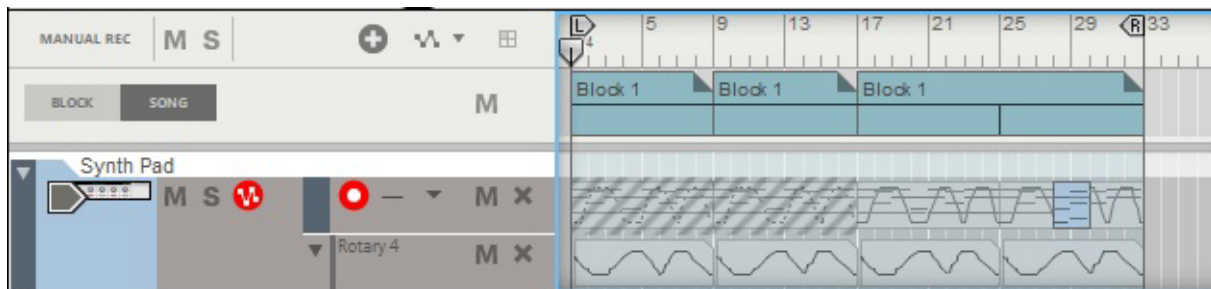 MANUAL REC M S
5 9 13 17 21 25 29 33
L R
4
BLOCK SONG M
Block 1 Block 1 Block 1
Synth Pad
M S M
Rotary 4 M